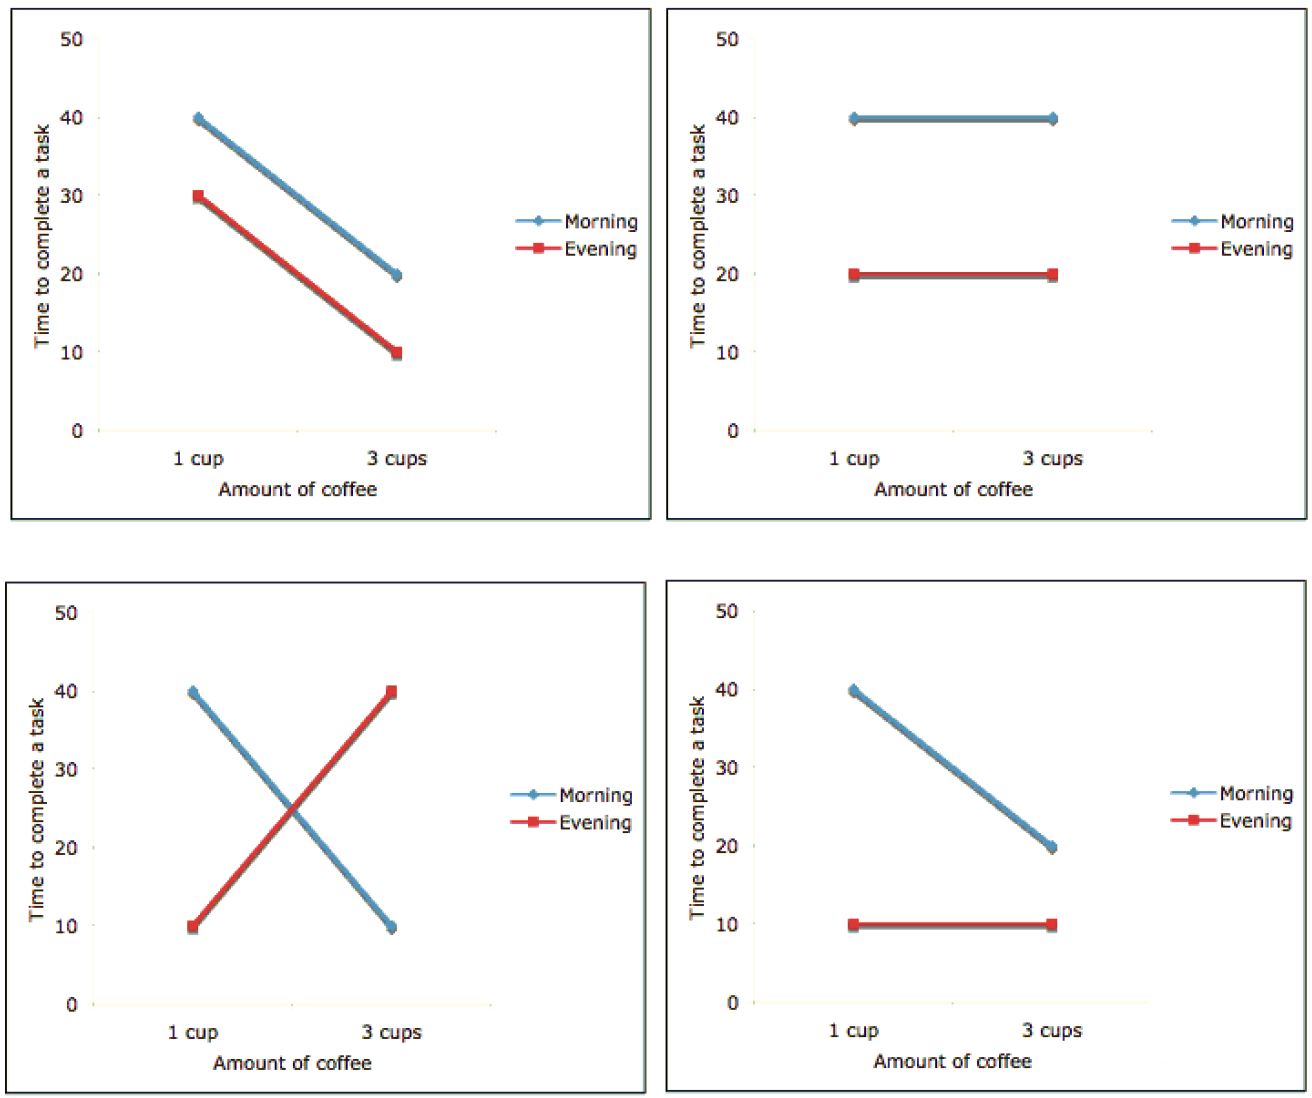 50
40
30
20
10
0
Time to complete a task
1 cup
3 cups
Amount of coffee
Morning
Evening
50
40
30
20
10
0
Time to complete a task
1 cup
3 cups
Amount of coffee
Morning
Evening
50
40
30
20
10
0
Time to complete a task
1 cup
3 cups
Amount of coffee
Morning
Evening
50
40
30
20
10
0
Time to complete a task
1 cup
3 cups
Amount of coffee
Morning
Evening